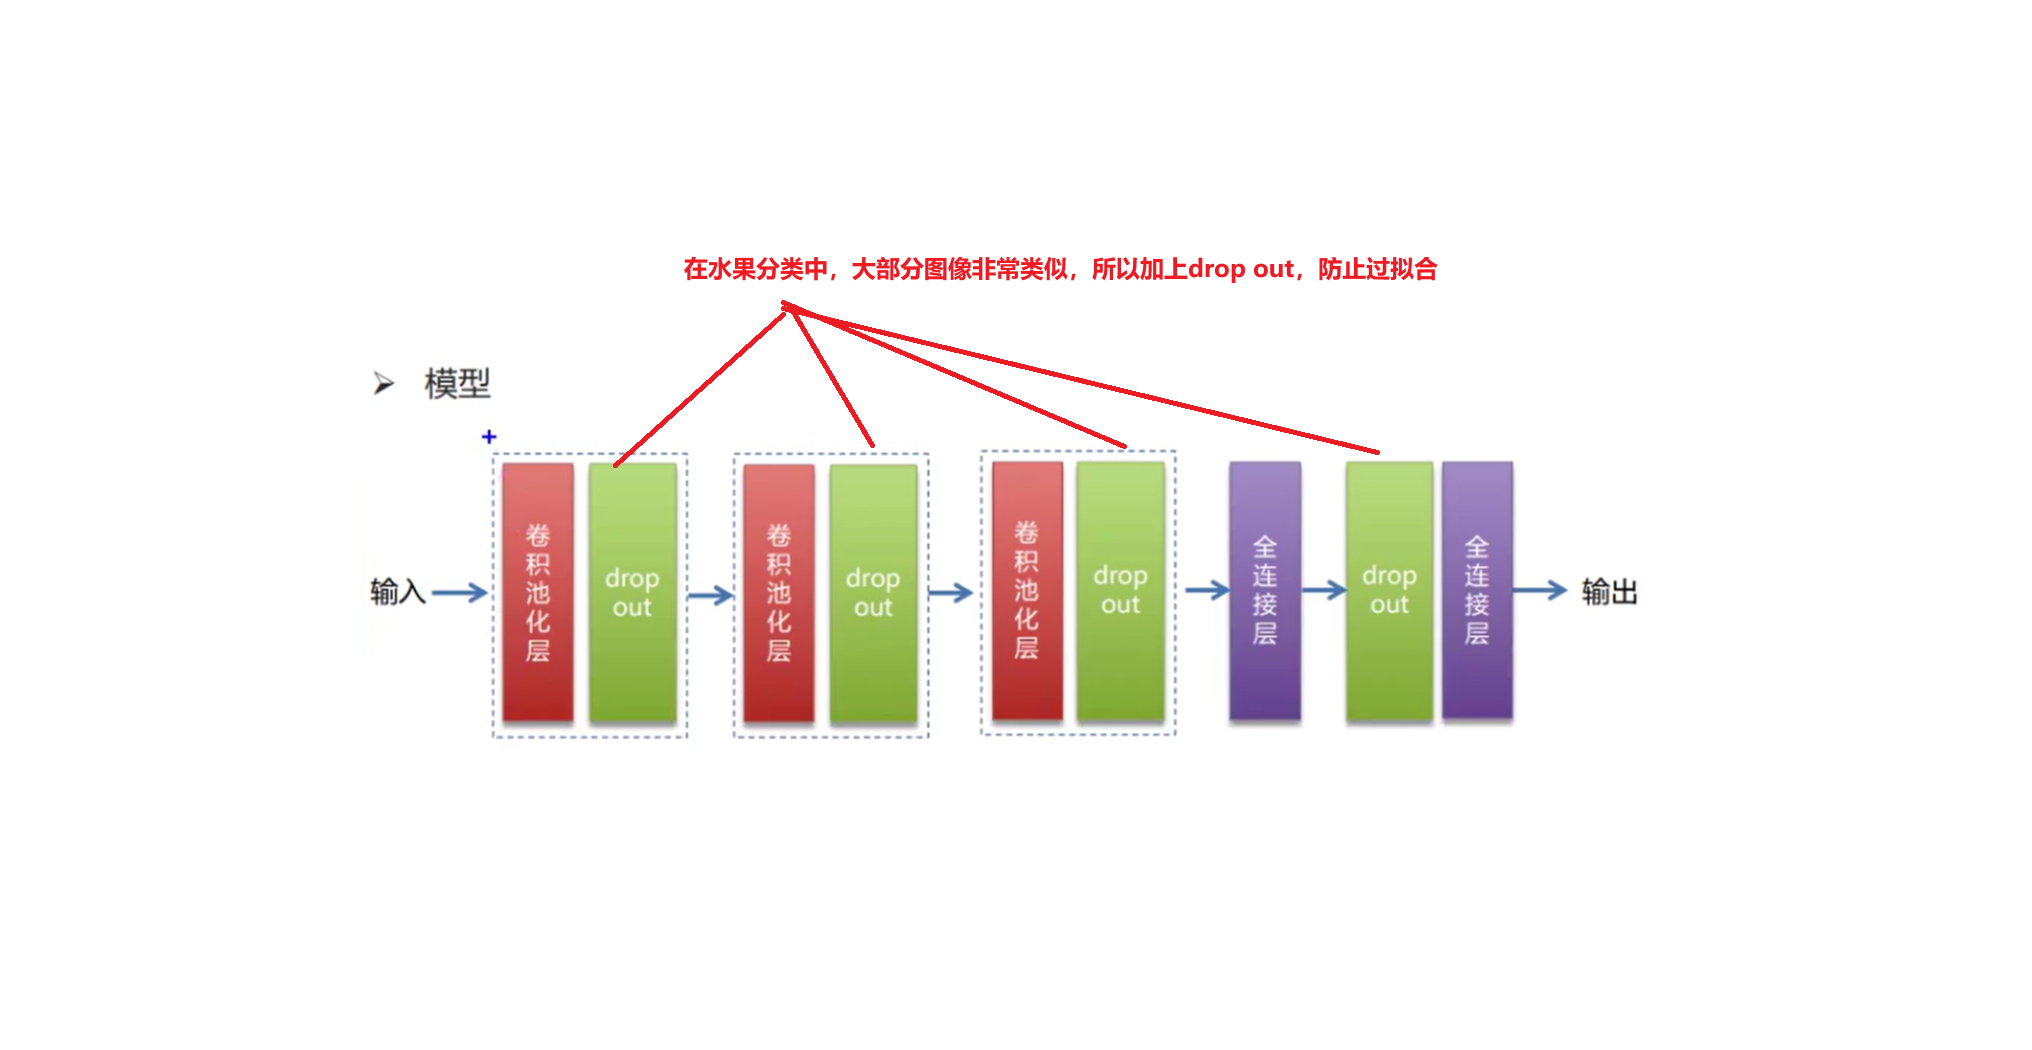 在水果分类中，大部分图像非常类似，所以加上drop out，防止过拟合
➢ 模型
+
输入
卷积池化层
drop
out
卷积池化层
drop
out
卷积池化层
drop
out
全连接层
drop
out
全连接层
输出